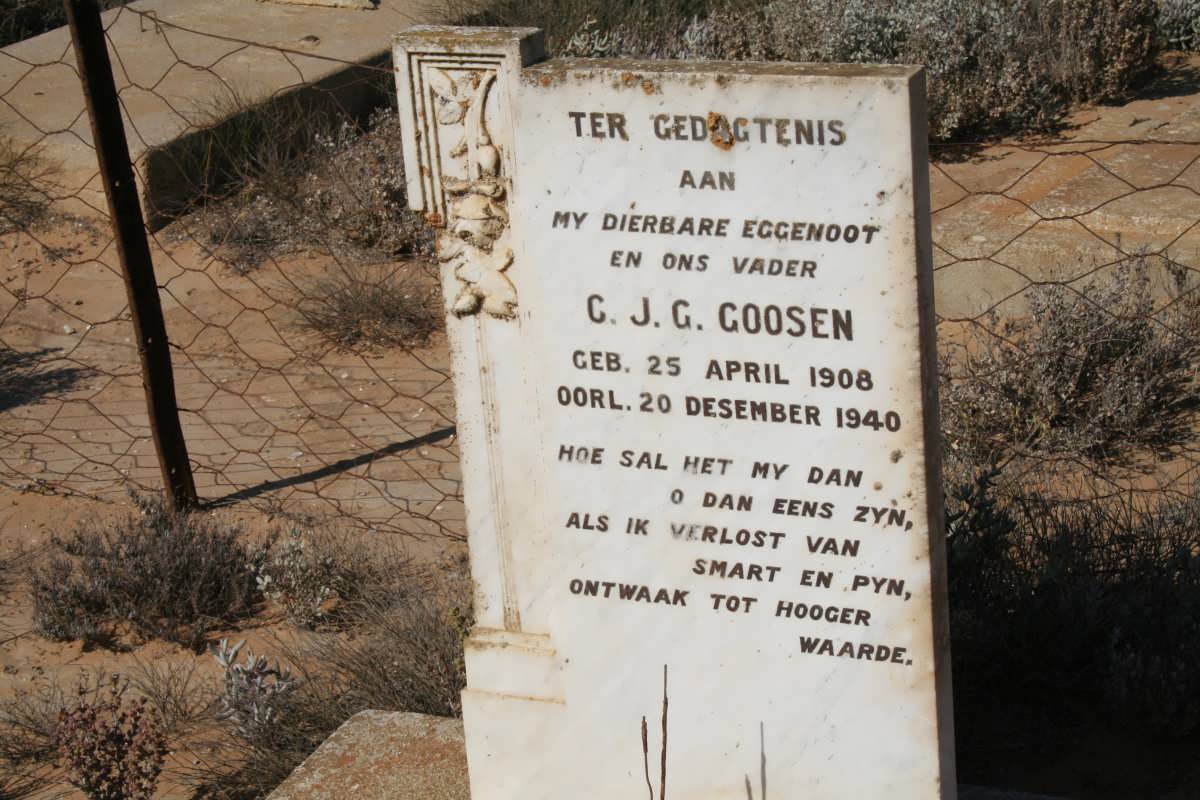 TER GEDAGTENIS
AAN
MY DIERBARE EGGENOOT
EN ONS VADER
C. J. G. GOOSEN
GEB. 25 APRIL 1908
OORL. 20 DESEMBER 1940
HOE SAL HET MY DAN
O DAN EENS ZYN,
ALS IK VERLOST VAN
SMART EN PYN,
ONTWAAK TOT HOOGER
WAARDE.